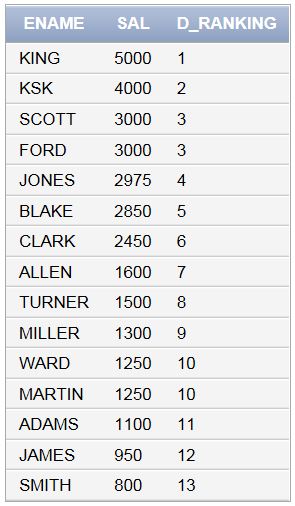 ENAME SAL D_RANKING
KING 5000 1
KSK 4000 2
SCOTT 3000 3
FORD 3000 3
JONES 2975 4
BLAKE 2850 5
CLARK 2450 6
ALLEN 1600 7
TURNER 1500 8
MILLER 1300 9
WARD 1250 10
MARTIN 1250 10
ADAMS 1100 11
JAMES 950 12
SMITH 800 13